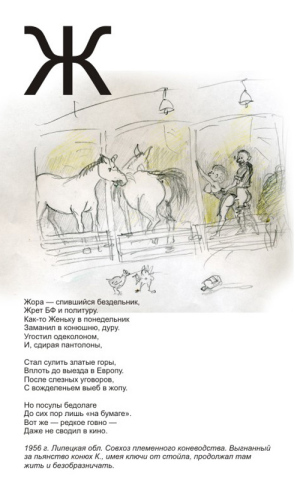 Ж
Жора — спившийся бездельник,
Жрет БФ и политуру.
Как-то Женьку в понедельник
Заманил в конюшню, дуру.
Угостил одеколоном,
И, сдирая панталоны,
Стал сулить златые горы,
Вплоть до выезда в Европу.
После слезных уговоров,
С вожделеньем выеб в жопу.
Но посулы бедолаге
До сих пор лишь «на бумаге».
Вот же — редкое говно —
Даже не сводил в кино.
1956 г. Липецкая обл. Совхоз племенного коневодства. Выгнанный
за пьянство конюх К., имея ключи от стойла, продолжал там
жить и безобразничать.